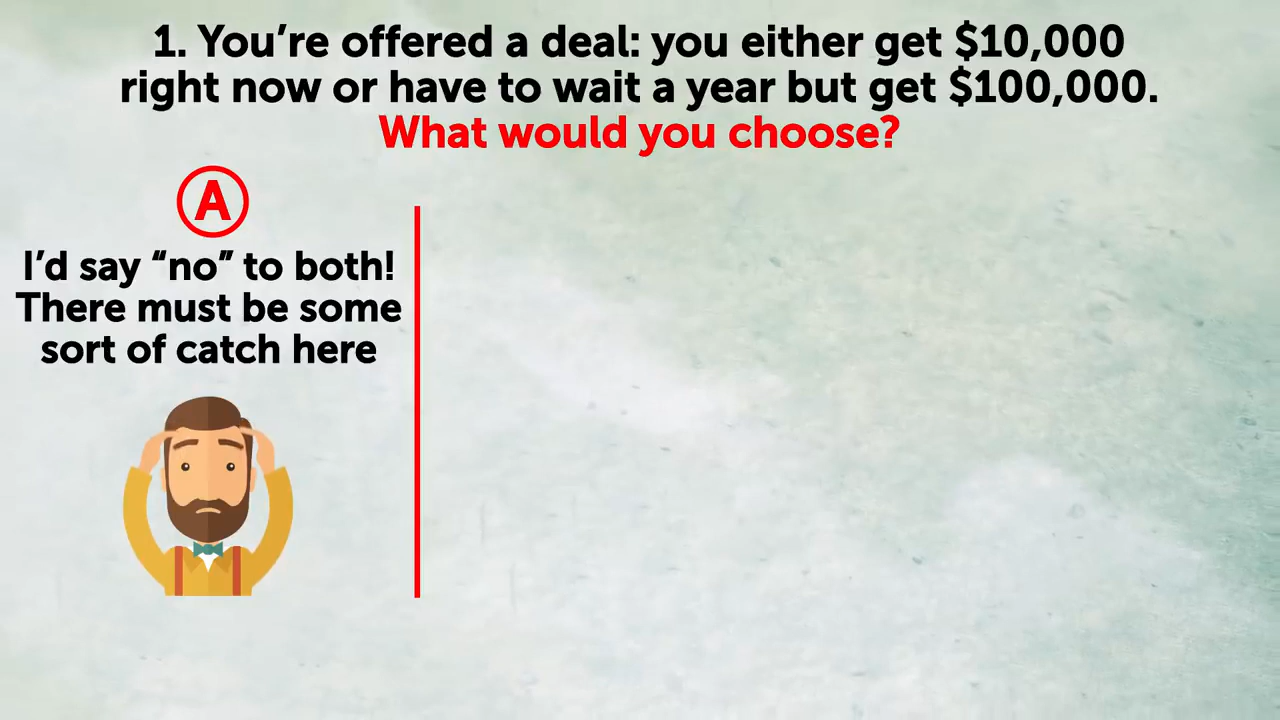 1. You’re offered a deal: you either get $10,000
right now or have to wait a year but get $100,000.
What would you choose?
A
I’d say “no” to both!
There must be some
sort of catch here